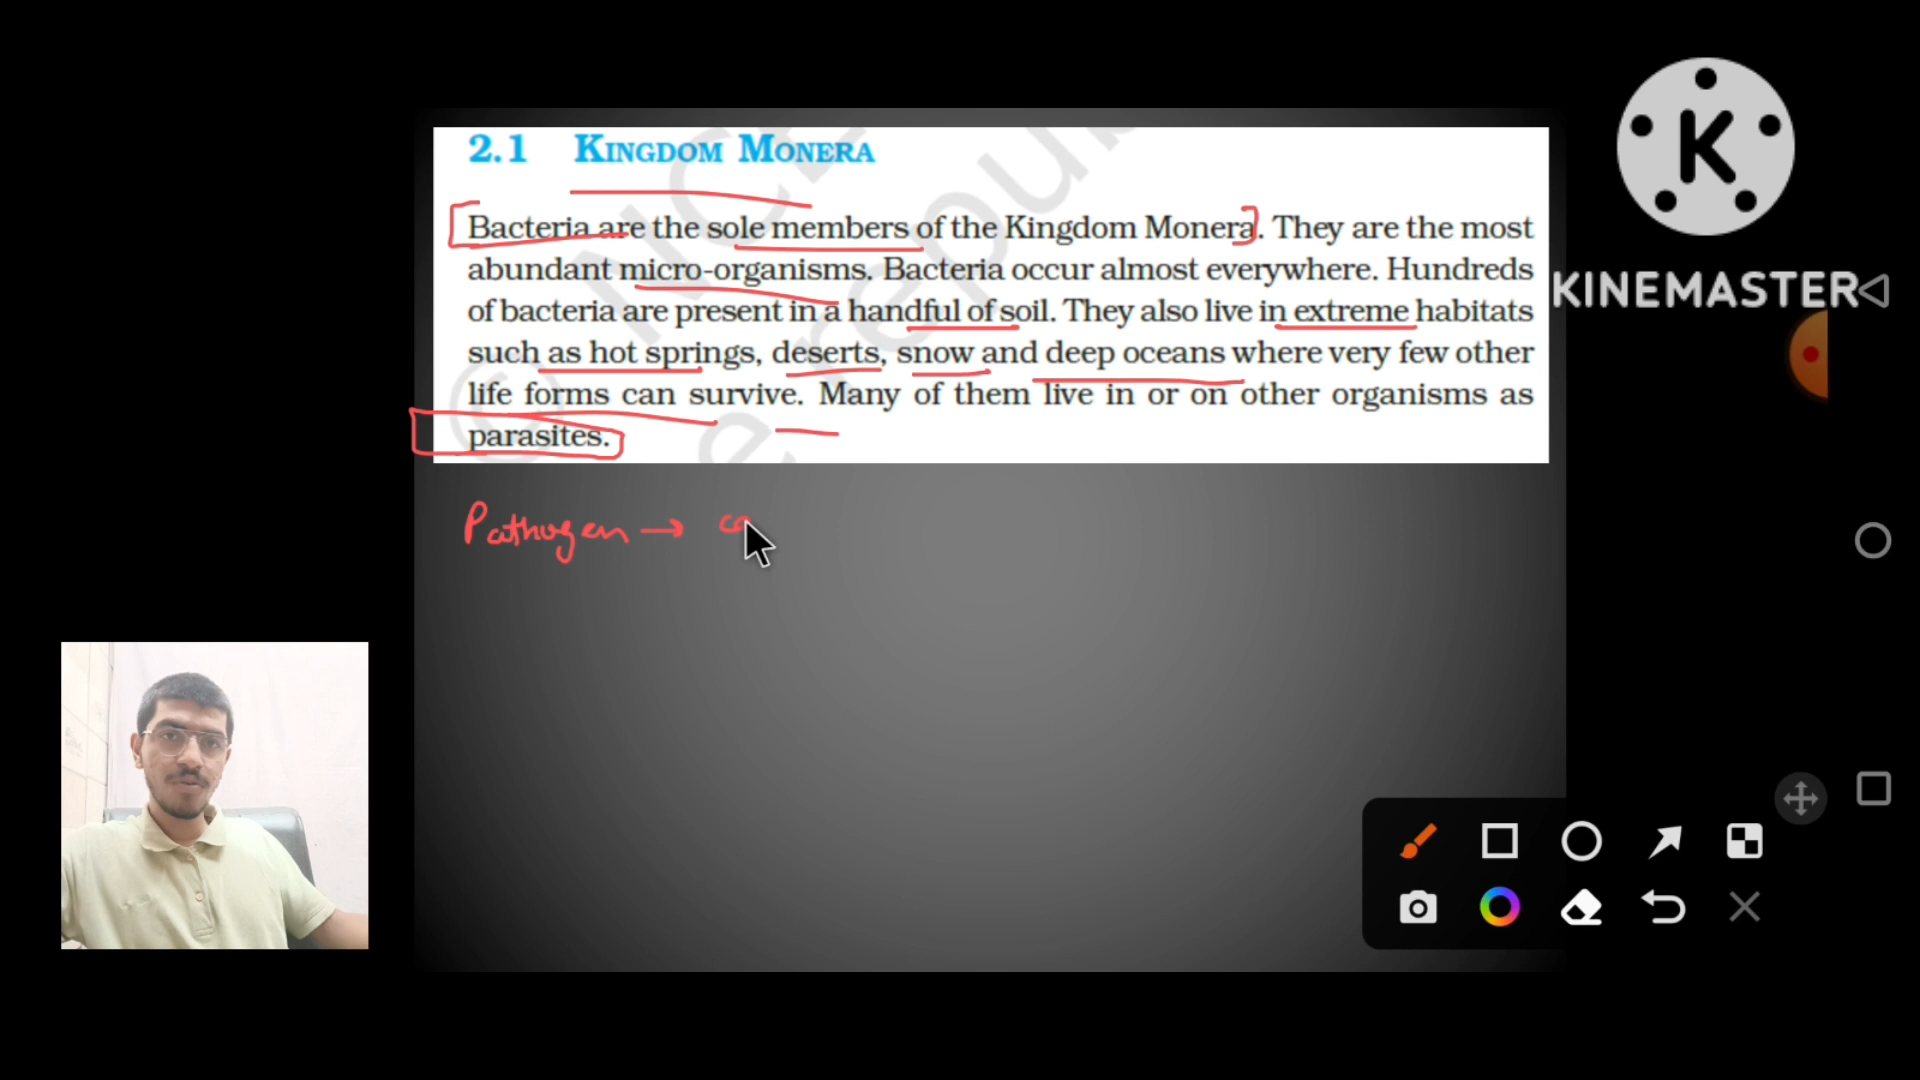 2.1 KINGDOM MONERA
Bacteria are the sole members of the Kingdom Monera. They are the most
abundant micro-organisms. Bacteria occur almost everywhere. Hundreds
of bacteria are present in a handful of soil. They also live in extreme habitats
such as hot springs, deserts, snow and deep oceans where very few other
life forms can survive. Many of them live in or on other organisms as
parasites.
Pathogen →
K
KINEMASTER